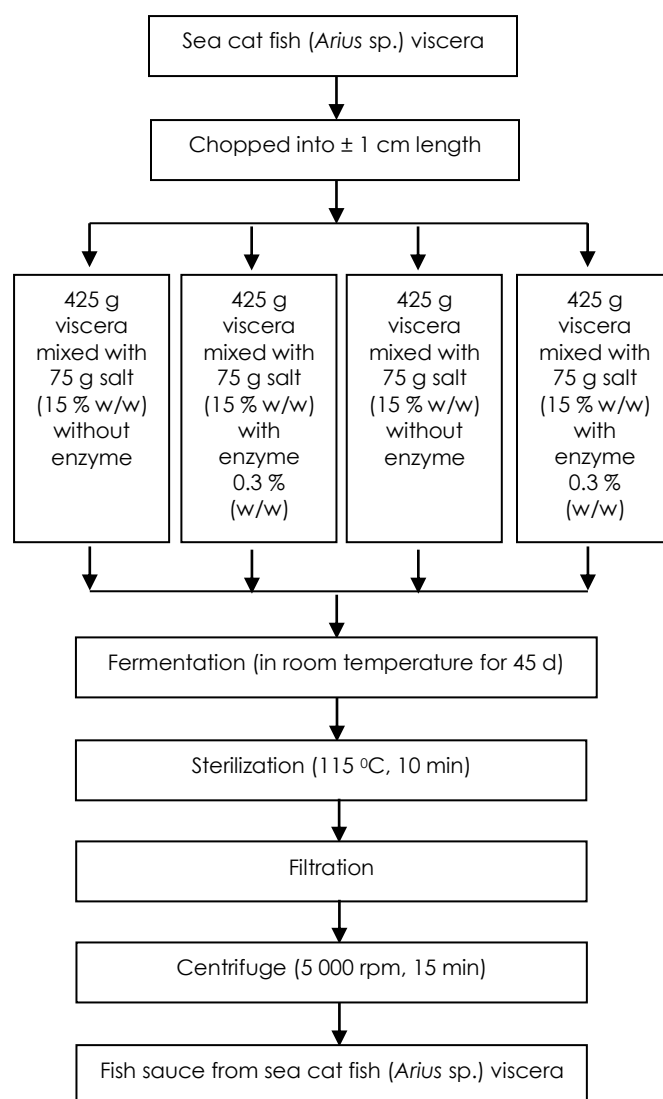 Sea cat fish (Arius sp.) viscera
Chopped into ± 1 cm length
425 g
viscera
mixed with
75 g salt
(15 % w/w)
without
enzyme
425 g
viscera
mixed with
75 g salt
(15 % w/w)
with
enzyme
0.3 %
(w/w)
425 g
viscera
mixed with
75 g salt
(15 % w/w)
without
enzyme
425 g
viscera
mixed with
75 g salt
(15 % w/w)
with
enzyme
0.3 %
(w/w)
Fermentation (in room temperature for 45 d)
Sterilization (115 ⁰C, 10 min)
Filtration
Centrifuge (5 000 rpm, 15 min)
Fish sauce from sea cat fish (Arius sp.) viscera